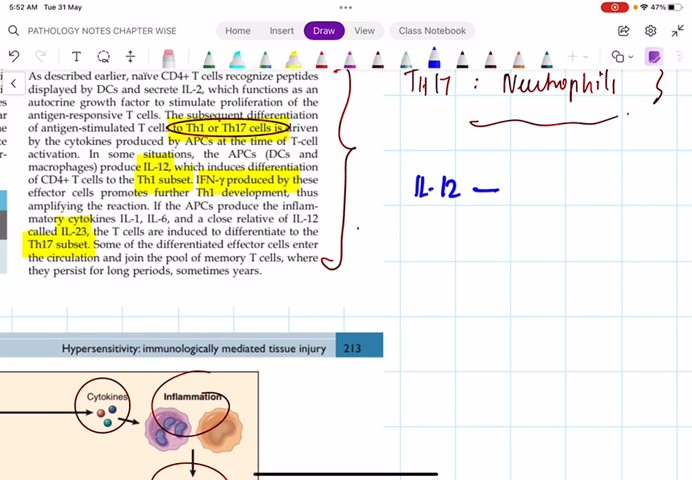 5:52 AM Tue 31 May
47%
PATHOLOGY NOTES CHAPTER WISE
Home Insert Draw View Class Notebook
As described earlier, naïve CD4+ T cells recognize peptides
displayed by DCs and secrete IL-2, which functions as an
autocrine growth factor to stimulate proliferation of the
antigen-responsive T cells. The subsequent differentiation
of antigen-stimulated T cells to Th1 or Th17 cells is driven
by the cytokines produced by APCs at the time of T-cell
activation. In some situations, the APCs (DCs and
macrophages) produce IL-12, which induces differentiation
of CD4+ T cells to the Th1 subset. IFN-γ produced by these
effector cells promotes further Th1 development, thus
amplifying the reaction. If the APCs produce the inflam-
matory cytokines IL-1, IL-6, and a close relative of IL-12
called IL-23, the T cells are induced to differentiate to the
Th17 subset. Some of the differentiated effector cells enter
the circulation and join the pool of memory T cells, where
they persist for long periods, sometimes years.
TH17 : Neutrophils
IL-12 —
Hypersensitivity: immunologically mediated tissue injury 213
Cytokines
Inflammation